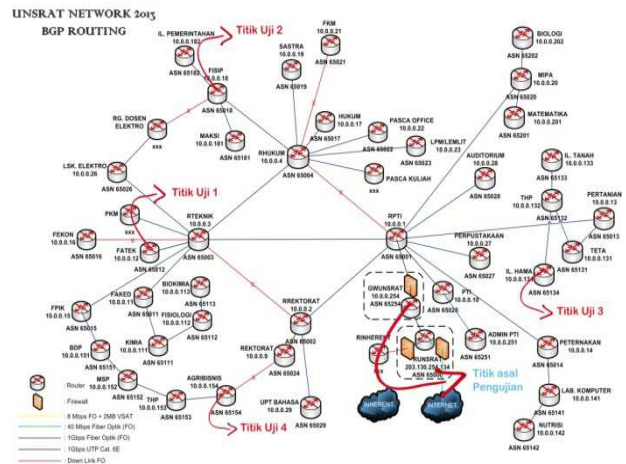 UNSRAT NETWORK 2013
BGP ROUTING
IL. PEMERINTAHAN
10.0.0.182
ASN 65182
Titik Uji 2
FISIP
10.0.0.18
ASN 65018
SASTRA
10.0.0.19
ASN 65019
FKM
10.0.0.21
ASN 65021
BIOLOGI
10.0.0.202
ASN 65202
MIPA
10.0.0.20
ASN 65020
MATEMATIKA
10.0.0.201
ASN 65201
RG. DOSEN
ELEKTRO
xxx
MAKSI
10.0.0.181
ASN 65181
HUKUM
10.0.0.17
ASN 65017
PASCA OFFICE
10.0.0.22
ASN 65022
LPM/LEMLIT
ASN 65023
PASCA KULIAH
xxx
RHUKUM
10.0.0.4
ASN 65004
LSK. ELEKTRO
10.0.0.26
ASN 65026
AUDITORIUM
10.0.0.28
ASN 65028
IL. TANAH
10.0.0.133
ASN 65133
THP
10.0.0.132
ASN 65132
PERTANIAN
10.0.0.13
ASN 65013
TETA
10.0.0.131
ASN 65131
IL. HAMA
ASN 65134
Titik Uji 3
Titik Uji 1
PKM
xxx
FEKON
10.0.0.16
ASN 65016
FATEK
10.0.0.12
ASN 65012
RTEKNIK
10.0.0.3
ASN 65003
RPTI
10.0.0.1
ASN 65001
PERPUSTAKAAN
10.0.0.27
ASN 65027
GWUNSRAT
10.0.0.254
ASN 65254
PTI
10.0.0.10
ADMIN PTI
10.0.0.251
ASN 65251
PETERNAKAN
10.0.0.14
ASN 65014
LAB. KOMPUTER
10.0.0.141
ASN 65141
NUTRISI
10.0.0.142
ASN 65142
RINHERENT
RUNSRAT
203.130.254.134
INHERENT
INTERNET
Titik asal
Pengujian
FPIK
10.0.0.15
ASN 65015
FAKED
10.0.0.11
ASN 65011
BIOKIMIA
10.0.0.113
ASN 65113
FISIOLOGI
10.0.0.112
ASN 65112
KIMIA
10.0.0.111
ASN 65111
BDP
10.0.0.151
ASN 65151
MSP
10.0.0.152
ASN 65152
THP
10.0.0.153
ASN 65153
AGRIBISNIS
10.0.0.154
ASN 65154
Titik Uji 4
RREKTORAT
10.0.0.2
ASN 65002
REKTORAT
ASN 65024
UPT BAHASA
10.0.0.29
ASN 65029
: Router
: Firewall
: 8 Mbps FO + 2MB VSAT
: 40 Mbps Fiber Optik (FO)
: 1Gbps Fiber Optik (FO)
: 1Gbps UTP Cat. 6E
: Down Link FO